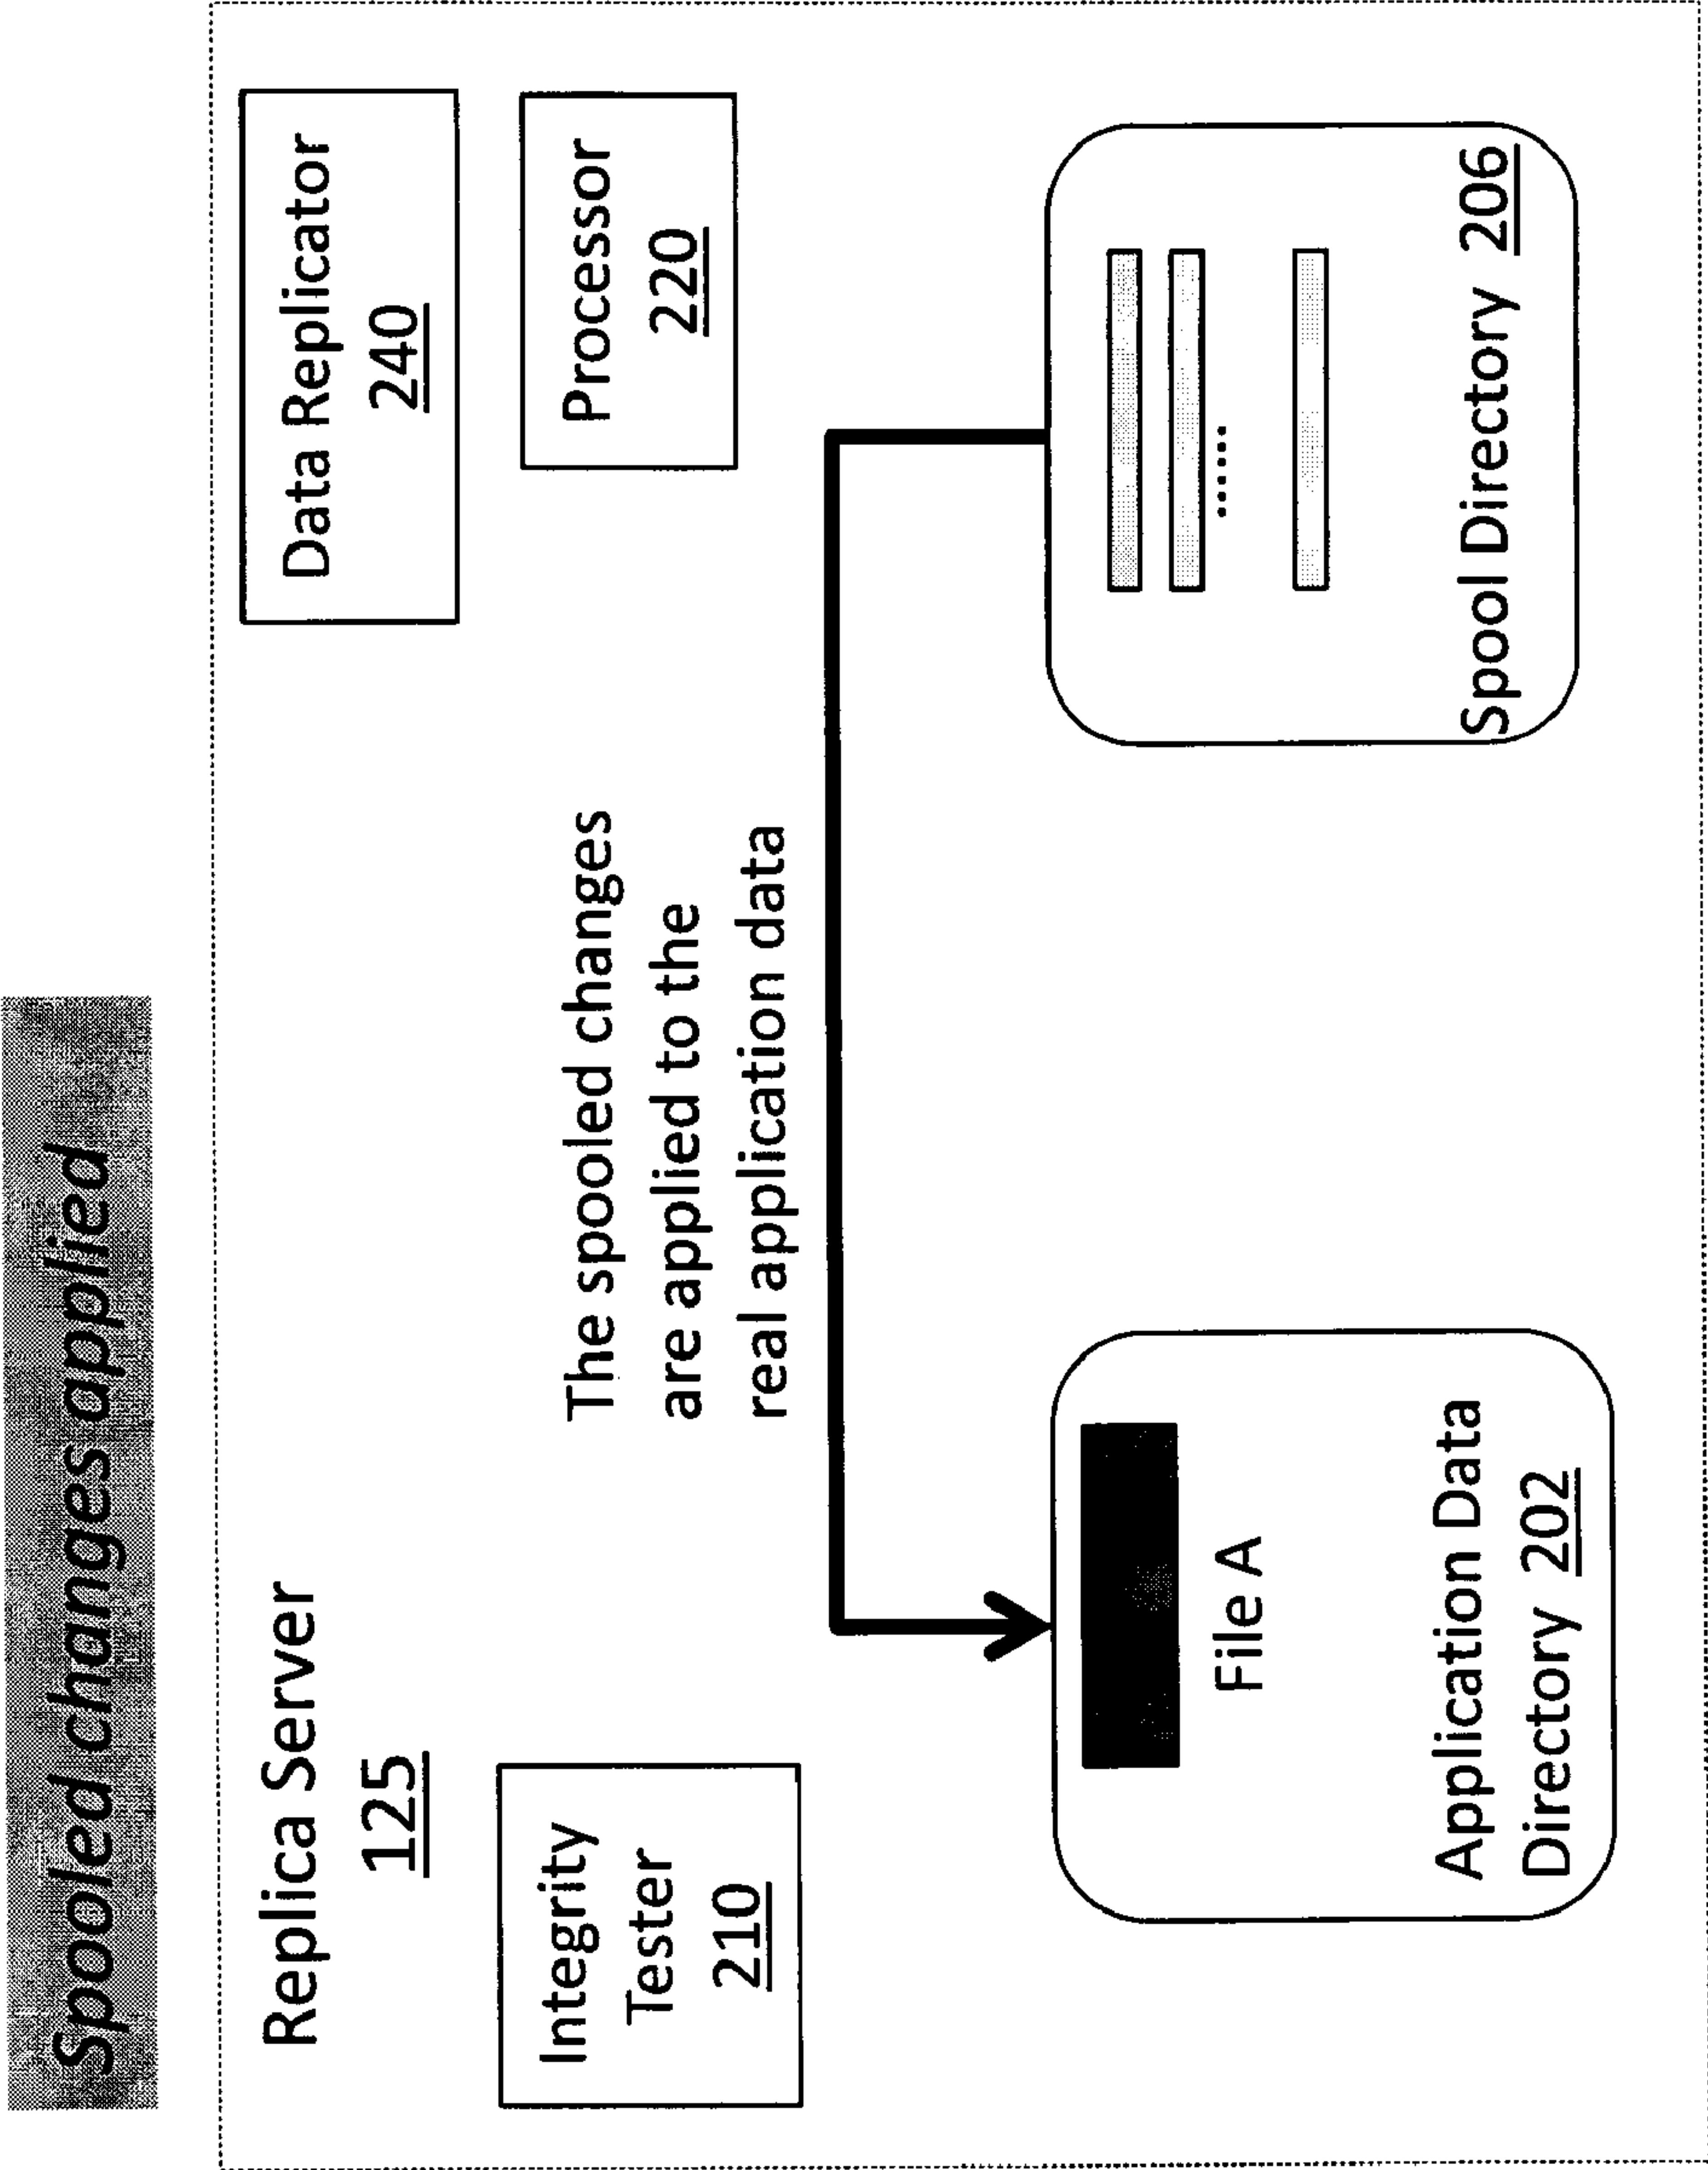 Spooled changes applied
Replica Server
125
Data Replicator
240
Integrity
Tester
210
The spooled changes
are applied to the
real application data
Processor
220
File A
......
Application Data
Directory 202
Spool Directory 206